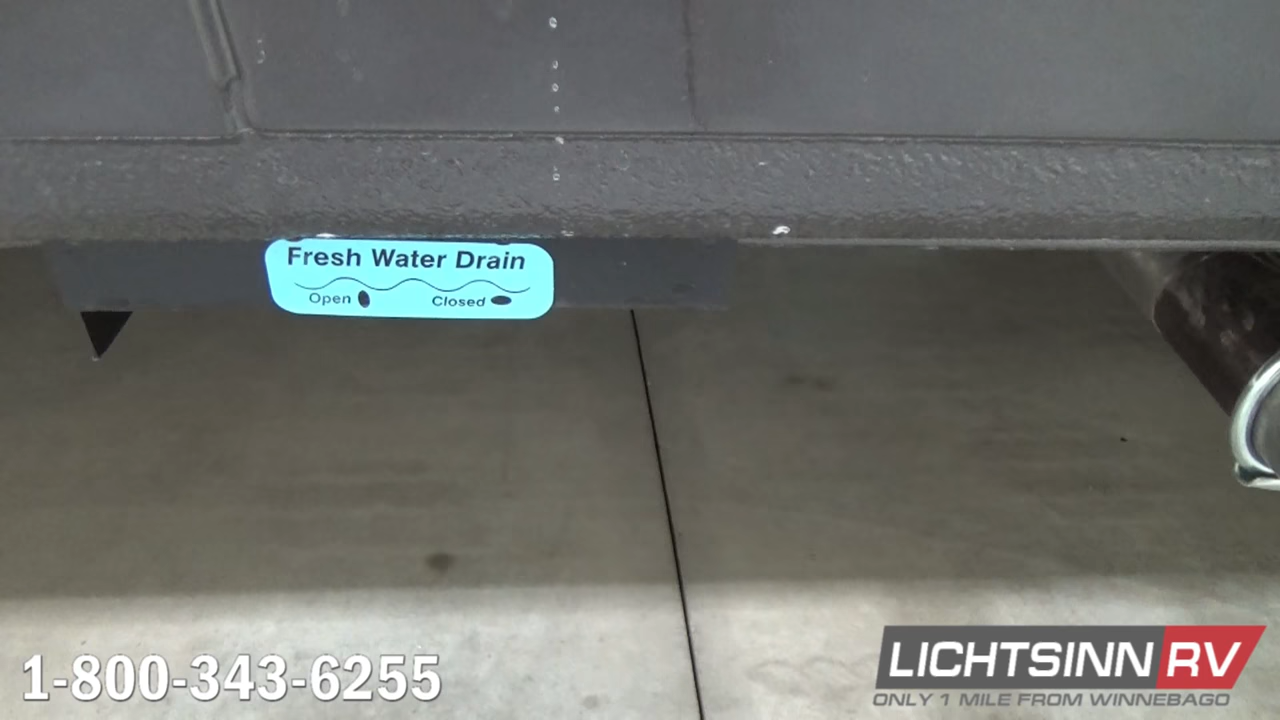 Fresh Water Drain
Open Closed
1-800-343-6255
LICHTSINN RV
ONLY 1 MILE FROM WINNEBAGO